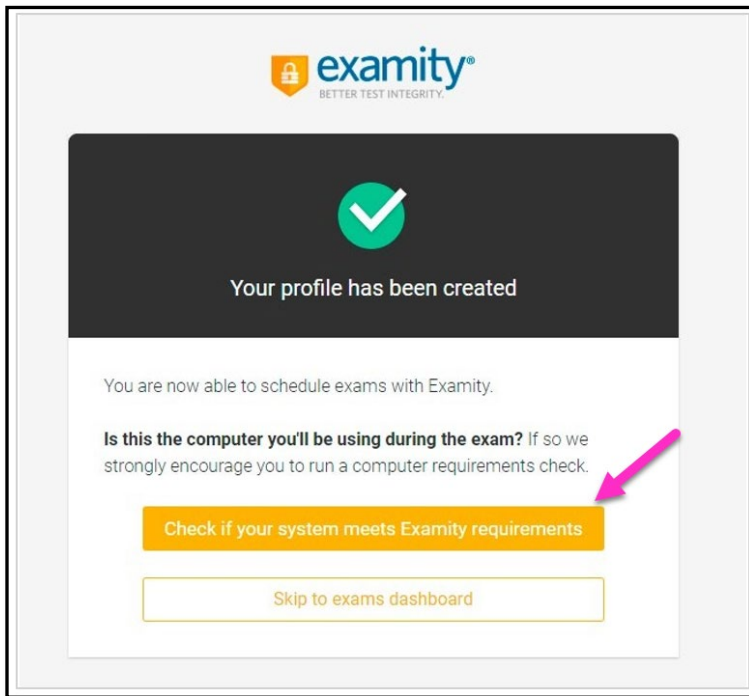 examity®
BETTER TEST INTEGRITY.
Your profile has been created
You are now able to schedule exams with Examity.
Is this the computer you'll be using during the exam? If so we
strongly encourage you to run a computer requirements check.
Check if your system meets Examity requirements
Skip to exams dashboard